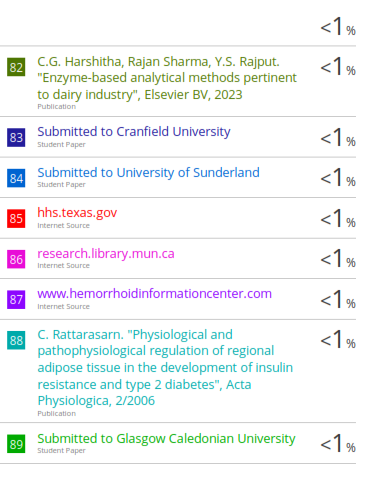 <1%
82 C.G. Harshitha, Rajan Sharma, Y.S. Rajput. <1%
"Enzyme-based analytical methods pertinent
to dairy industry", Elsevier BV, 2023
Publication
83 Submitted to Cranfield University <1%
Student Paper
84 Submitted to University of Sunderland <1%
Student Paper
85 hhs.texas.gov <1%
Internet Source
86 research.library.mun.ca <1%
Internet Source
87 www.hemorrhoidinformationcenter.com <1%
Internet Source
88 C. Rattarasarn. "Physiological and <1%
pathophysiological regulation of regional
adipose tissue in the development of insulin
resistance and type 2 diabetes", Acta
Physiologica, 2/2006
Publication
89 Submitted to Glasgow Caledonian University <1%
Student Paper